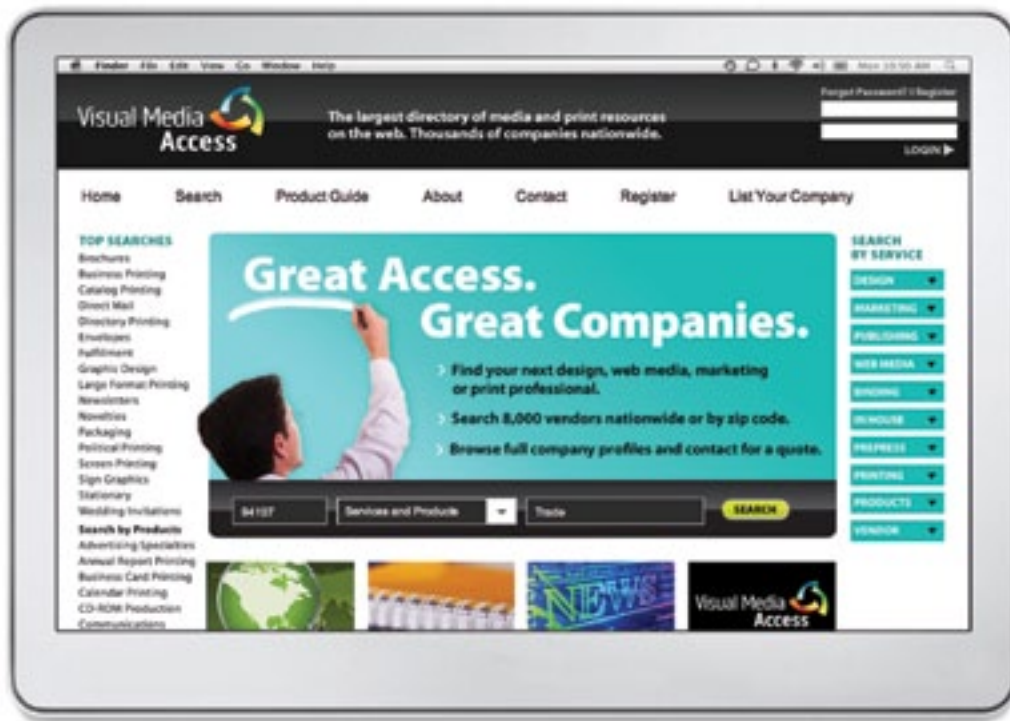 Finder File Edit View Go Window Help
Mon 10:50 AM
Visual Media
Access
The largest directory of media and print resources
on the web. Thousands of companies nationwide.
Forgot Password? | Register
LOGIN
Home Search Product Guide About Contact Register List Your Company
TOP SEARCHES
Brochures
Business Printing
Catalog Printing
Direct Mail
Directory Printing
Envelopes
Fulfillment
Graphic Design
Large Format Printing
Newsletters
Novelties
Packaging
Political Printing
Screen Printing
Sign Graphics
Stationary
Wedding Invitations
Search by Products
Advertising Specialties
Annual Report Printing
Business Card Printing
Calendar Printing
CD-ROM Production
Communications
Great Access.
Great Companies.
Find your next design, web media, marketing
or print professional.
Search 8,000 vendors nationwide or by zip code.
Browse full company profiles and contact for a quote.
94107 Services and Products Trade SEARCH
SEARCH
BY SERVICE
DESIGN
MARKETING
PUBLISHING
WEB MEDIA
BINDING
IN HOUSE
PREPRESS
PRINTING
PRODUCTS
VENDOR
NEWS
Visual Media
Access